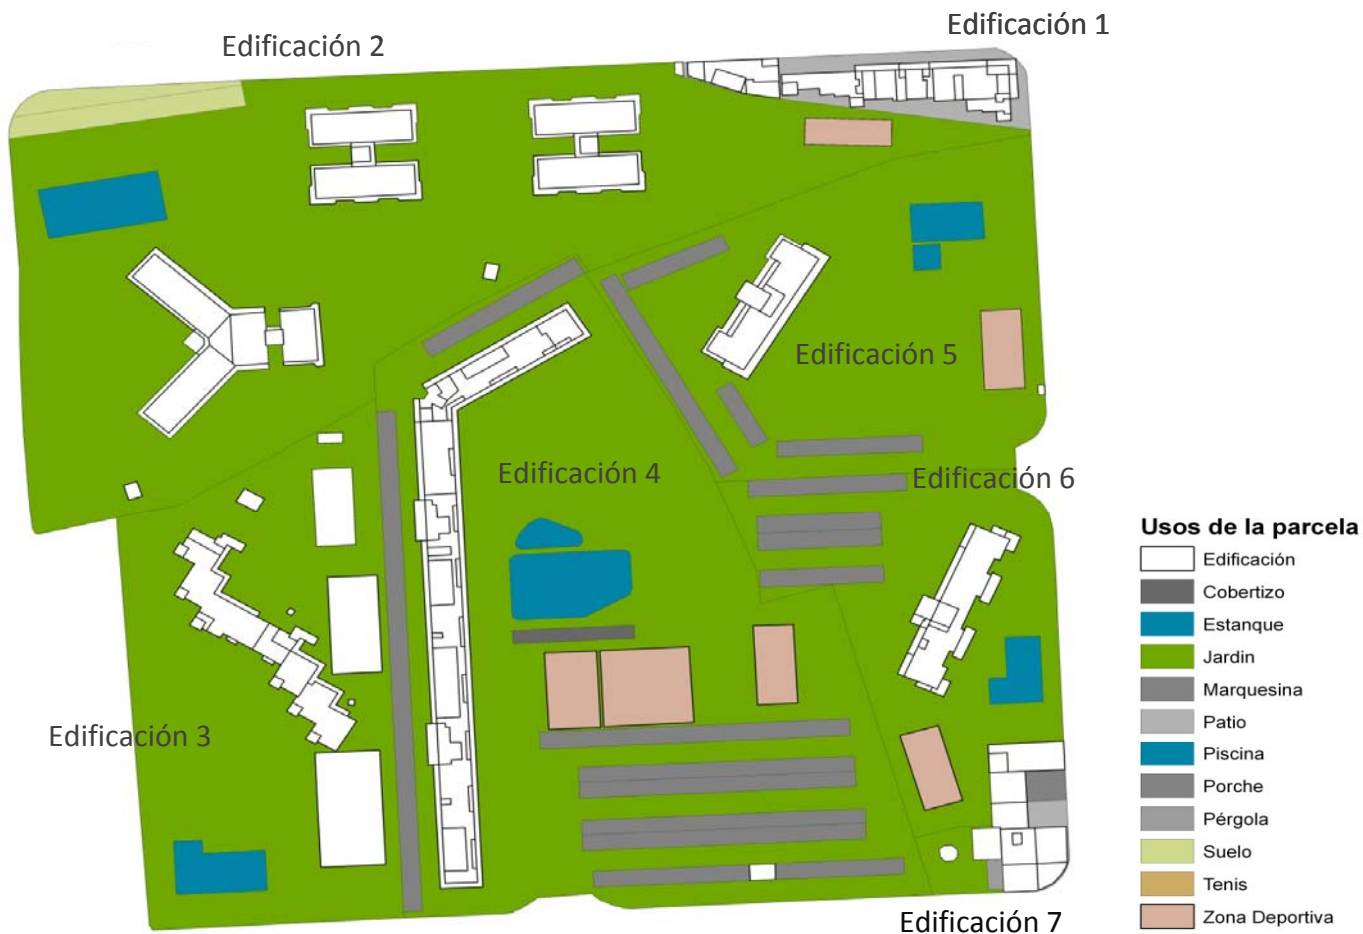 Edificación 1
Edificación 2
Edificación 5
Edificación 4
Edificación 6
Edificación 3
Edificación 7
Usos de la parcela
Edificación
Cobertizo
Estanque
Jardin
Marquesina
Patio
Piscina
Porche
Pérgola
Suelo
Tenis
Zona Deportiva